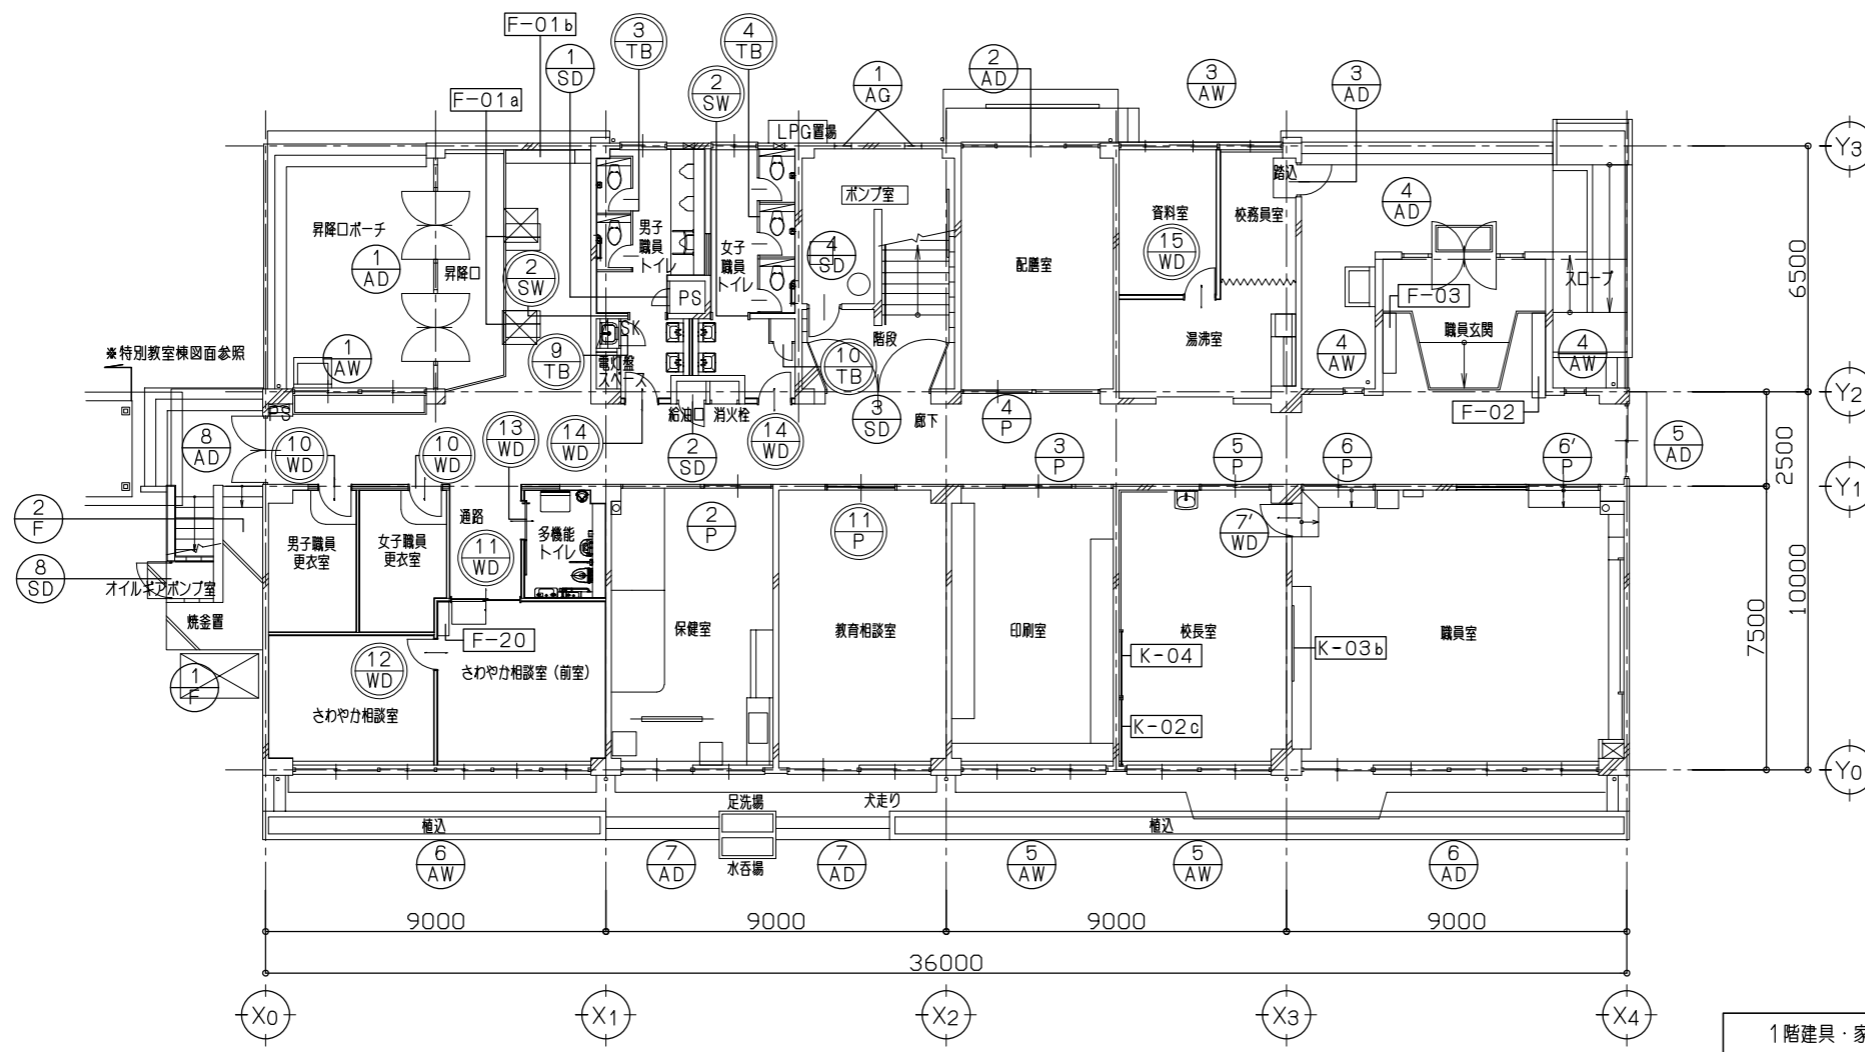 F-01b
3
TB
4
TB
1
SD
2
SW
1
AG
2
AD
3
AW
3
AD
F-01a
LPG置場
Y3
昇降口ポーチ
1
AD
昇降口
2
SW
男子
職員
トイレ
女子
職員
トイレ
PS
ポンプ室
4
SD
階段
配膳室
資料室
15
WD
校務員室
踏込
4
AD
スロープ
F-03
職員玄関
湯沸室
6500
※特別教室棟図面参照
1
AW
9
TB
SK
電灯盤
スペース
10
TB
4
AW
4
AW
F-02
Y2
PS
8
AD
10
WD
10
WD
13
WD
14
WD
給油口
消火栓
2
SD
14
WD
3
SD
廊下
4
P
3
P
5
P
6
P
6'
P
5
AD
2500
Y1
2
F
8
SD
オイルギアポンプ室
焼釜置
1
F
男子職員
更衣室
女子職員
更衣室
通路
11
WD
多機能
トイレ
2
P
11
P
7'
WD
F-20
12
WD
さわやか相談室
さわやか相談室(前室)
保健室
教育相談室
印刷室
校長室
K-04
K-02c
K-03b
職員室
7500
10000
Y0
植込
足洗場
水呑場
犬走り
植込
6
AW
7
AD
7
AD
5
AW
5
AW
6
AD
9000
9000
9000
9000
36000
X0
X1
X2
X3
X4
1階建具・家